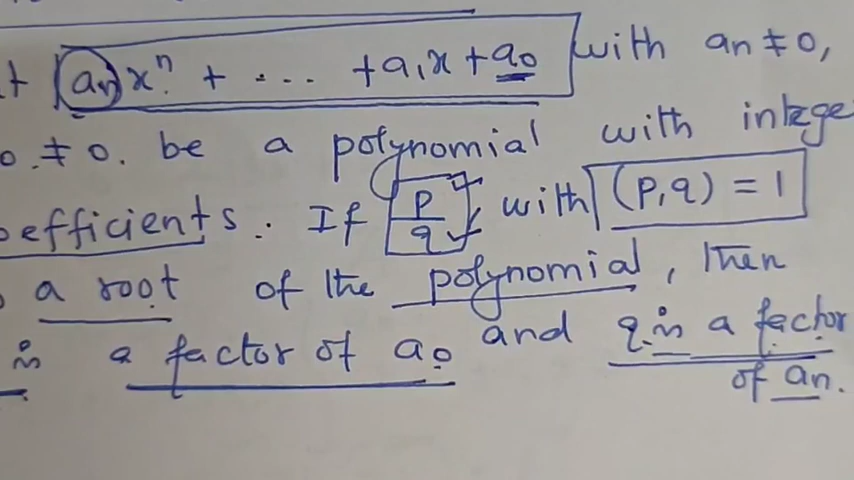 aₙxⁿ + .... + a₁x + a₀ with an ≠ 0,
≠ 0. be a polynomial with intege
efficients. If p/q, with (p,q) = 1
a root of the polynomial, then
is a factor of a₀ and q is a factor
of an.